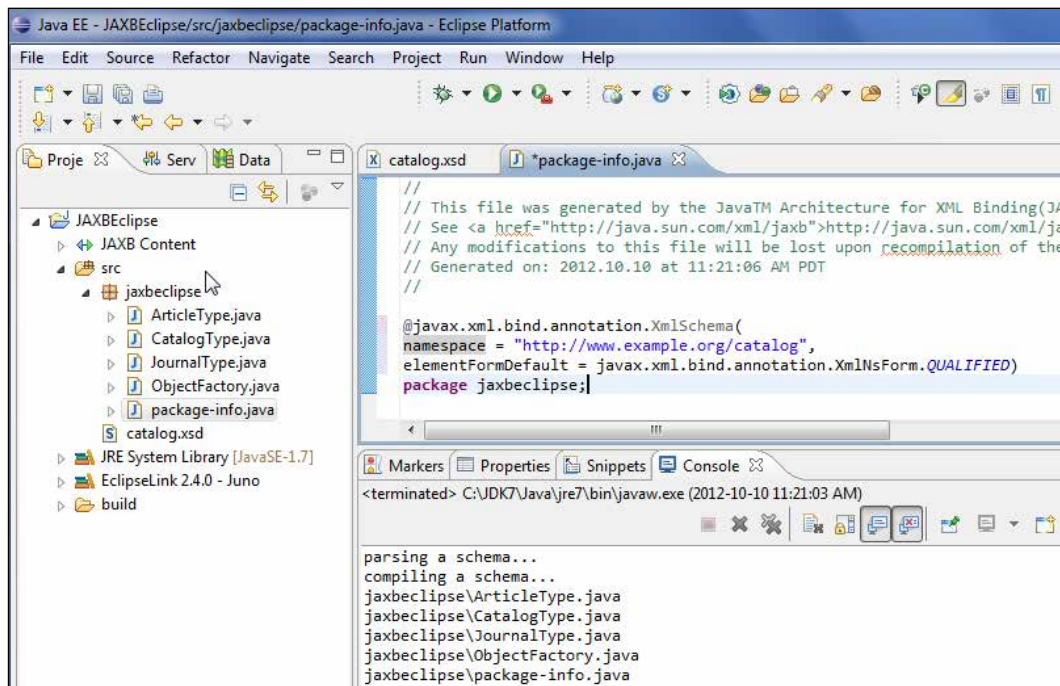 Java EE - JAXBEclipse/src/jaxbeclipse/package-info.java - Eclipse Platform
File Edit Source Refactor Navigate Search Project Run Window Help
Proje Serv Data
JAXBEclipse
JAXB Content
src
jaxbeclipse
ArticleType.java
CatalogType.java
JournalType.java
ObjectFactory.java
package-info.java
catalog.xsd
JRE System Library [JavaSE-1.7]
EclipseLink 2.4.0 - Juno
build
catalog.xsd *package-info.java
//
// This file was generated by the JavaTM Architecture for XML Binding(JA
// See <a href="http://java.sun.com/xml/jaxb">http://java.sun.com/xml/ja
// Any modifications to this file will be lost upon recompilation of the
// Generated on: 2012.10.10 at 11:21:06 AM PDT
//
@javax.xml.bind.annotation.XmlSchema(
namespace = "http://www.example.org/catalog",
elementFormDefault = javax.xml.bind.annotation.XmlNsForm.QUALIFIED)
package jaxbeclipse;
Markers Properties Snippets Console
<terminated> C:\JDK7\Java\jre7\bin\javaw.exe (2012-10-10 11:21:03 AM)
parsing a schema...
compiling a schema...
jaxbeclipse\ArticleType.java
jaxbeclipse\CatalogType.java
jaxbeclipse\JournalType.java
jaxbeclipse\ObjectFactory.java
jaxbeclipse\package-info.java